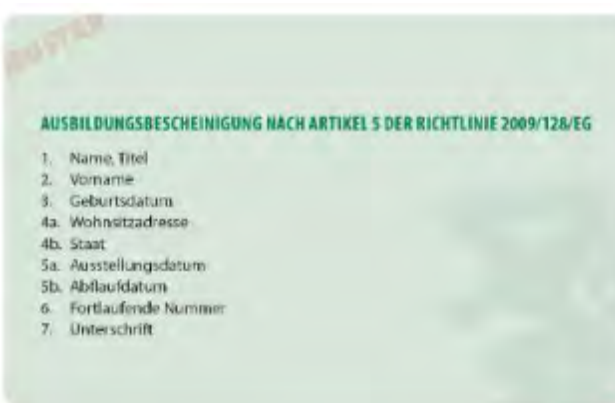 MUSTER
AUSBILDUNGSBESCHEINIGUNG NACH ARTIKEL 5 DER RICHTLINIE 2009/128/EG
1. Name, Titel
2. Vorname
3. Geburtsdatum
4a. Wohnsitzadresse
4b. Staat
5a. Ausstellungsdatum
5b. Ablaufdatum
6. Fortlaufende Nummer
7. Unterschrift